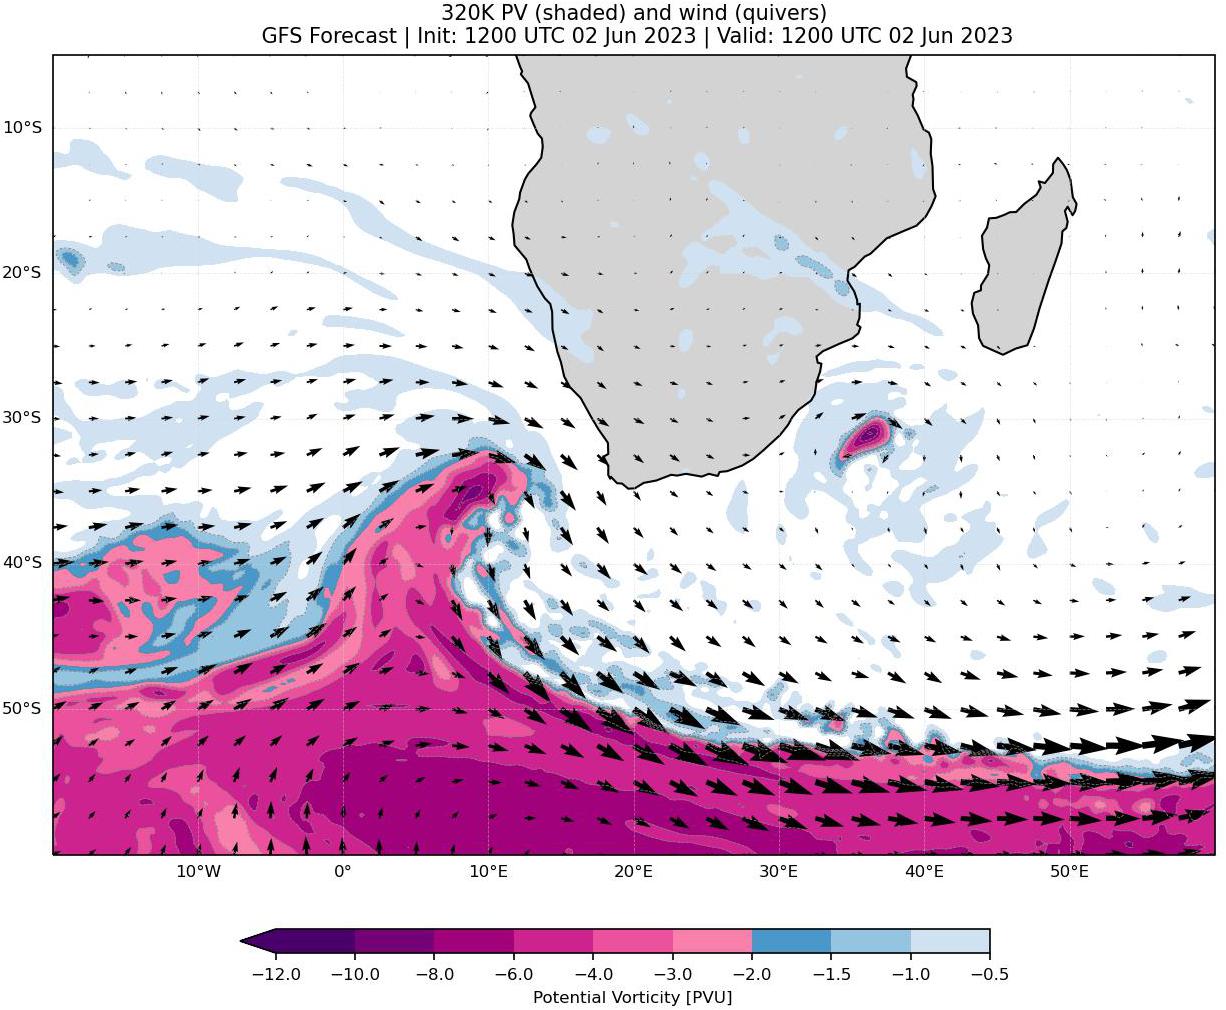 320K PV (shaded) and wind (quivers)
GFS Forecast | Init: 1200 UTC 02 Jun 2023 | Valid: 1200 UTC 02 Jun 2023
10°S
20°S
30°S
40°S
50°S
10°W 0° 10°E 20°E 30°E 40°E 50°E
−12.0 −10.0 −8.0 −6.0 −4.0 −3.0 −2.0 −1.5 −1.0 −0.5
Potential Vorticity [PVU]